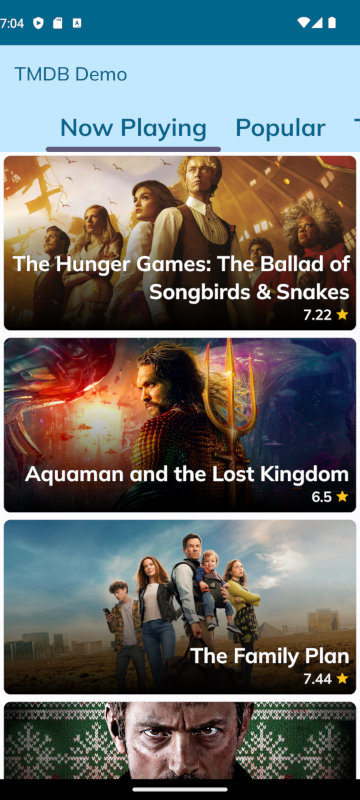 7:04
TMDB Demo
Now Playing Popular
The Hunger Games: The Ballad of
Songbirds & Snakes
7.22
Aquaman and the Lost Kingdom
6.5
The Family Plan
7.44